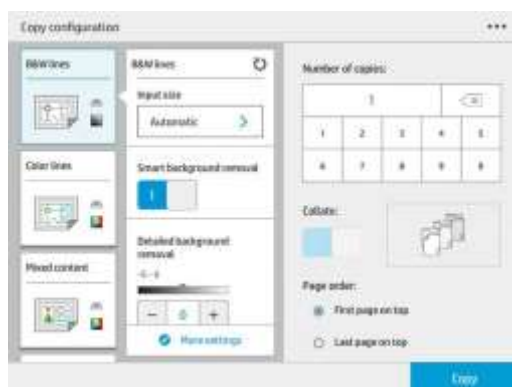 Copy configuration
B&W lines
Color lines
Mixed content
B&W lines
Input size
Automatic
Smart background removal
Detailed background
removal
-6 - 6
0
More settings
Number of copies:
1
1 2 3 4 5
6 7 8 9 0
Collate:
Page order:
First page on top
Last page on top
Copy